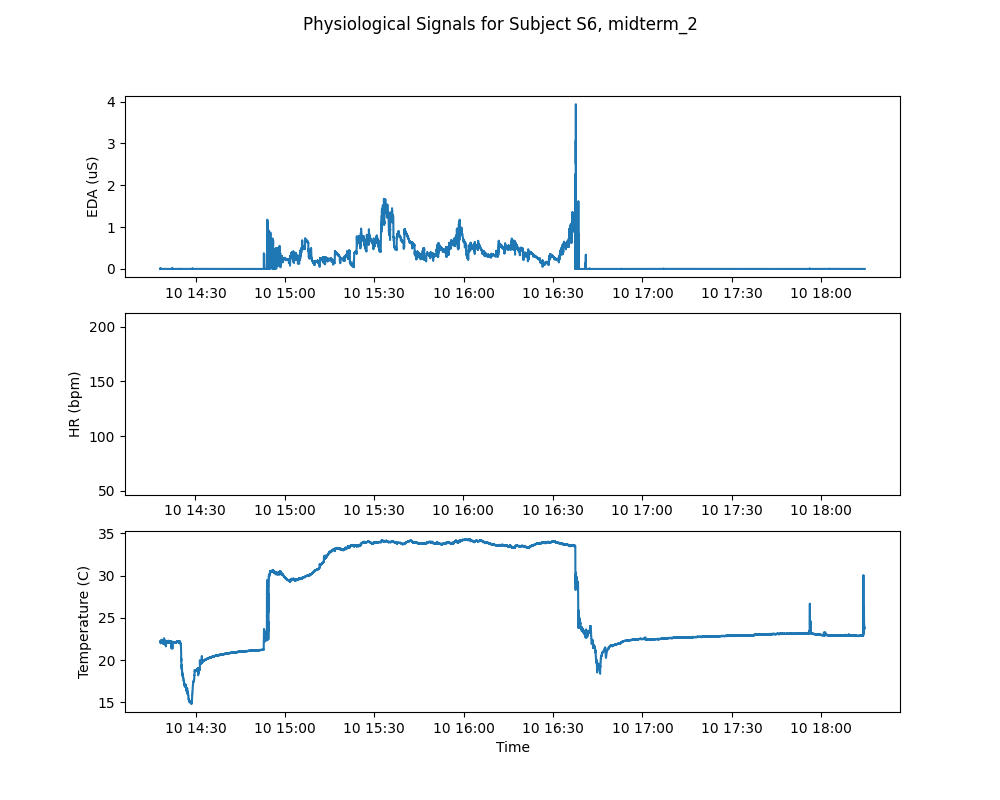 Physiological Signals for Subject S6, midterm_2
4
3
2
1
0
EDA (uS)
10 14:30 10 15:00 10 15:30 10 16:00 10 16:30 10 17:00 10 17:30 10 18:00
200
150
100
50
HR (bpm)
10 14:30 10 15:00 10 15:30 10 16:00 10 16:30 10 17:00 10 17:30 10 18:00
35
30
25
20
15
Temperature (C)
10 14:30 10 15:00 10 15:30 10 16:00 10 16:30 10 17:00 10 17:30 10 18:00
Time